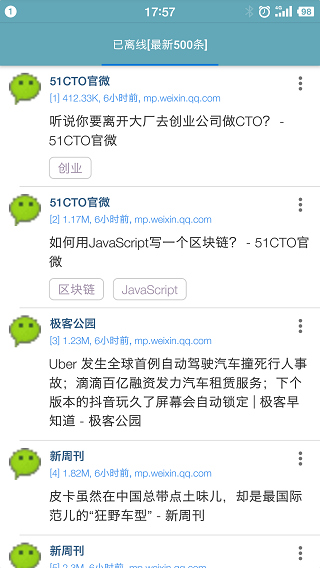 1
17:57
4G
98
已离线[最新500条]
51CTO官微
[1] 412.33K, 6小时前, mp.weixin.qq.com
听说你要离开大厂去创业公司做CTO？ -
51CTO官微
创业
51CTO官微
[2] 1.17M, 6小时前, mp.weixin.qq.com
如何用JavaScript写一个区块链？ - 51CTO官
微
区块链
JavaScript
极客公园
[3] 1.23M, 6小时前, mp.weixin.qq.com
Uber 发生全球首例自动驾驶汽车撞死行人事
故；滴滴百亿融资发力汽车租赁服务；下个
版本的抖音玩久了屏幕会自动锁定 | 极客早
知道 - 极客公园
新周刊
[4] 1.82M, 6小时前, mp.weixin.qq.com
皮卡虽然在中国总带点土味儿，却是最国际
范儿的“狂野车型” - 新周刊
新周刊
[5] 2.3M, 6小时前, mp.weixin.qq.com